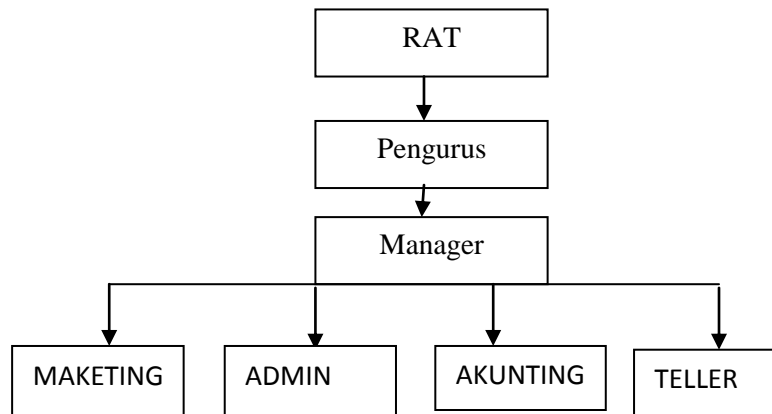 RAT
Pengurus
Manager
MAKETING
ADMIN
AKUNTING
TELLER